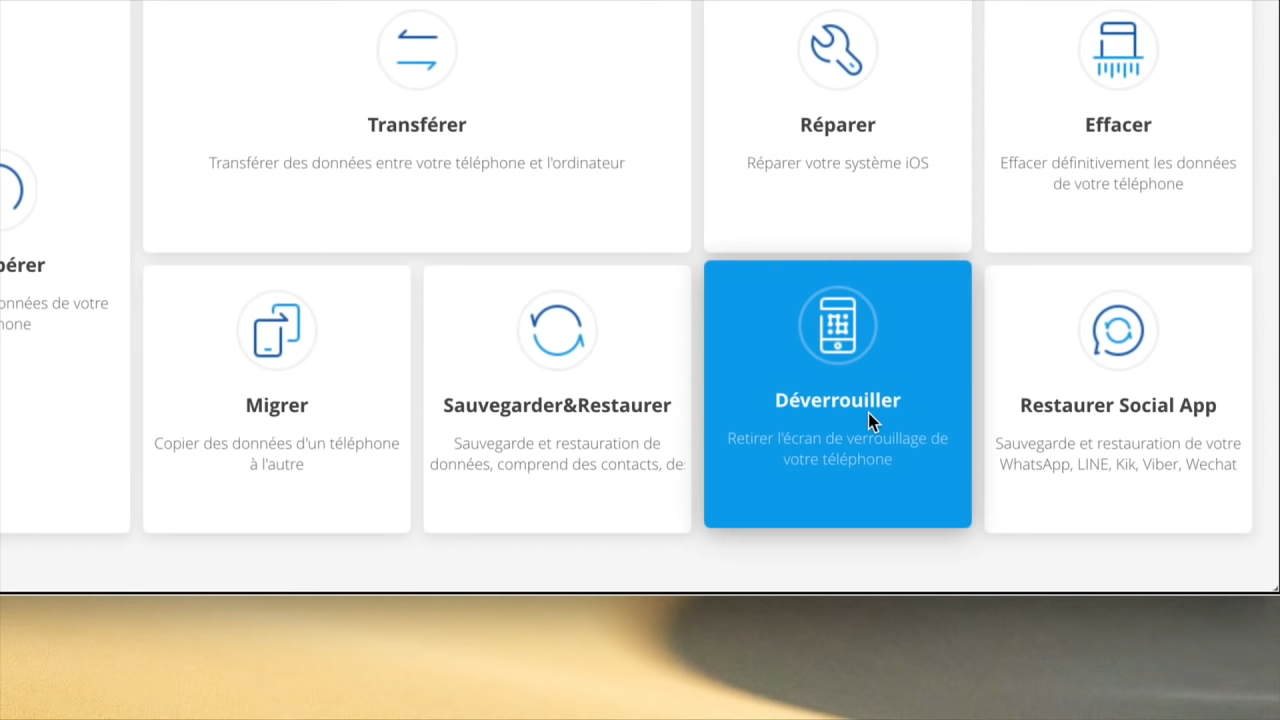 Transférer
Transférer des données entre votre téléphone et l'ordinateur
Réparer
Réparer votre système iOS
Effacer
Effacer définitivement les données
de votre téléphone
pérer
onnées de votre
hone
Migrer
Copier des données d'un téléphone
à l'autre
Sauvegarder&Restaurer
Sauvegarde et restauration de
données, comprend des contacts, de
Déverrouiller
Retirer l'écran de verrouillage de
votre téléphone
Restaurer Social App
Sauvegarde et restauration de votre
WhatsApp, LINE, Kik, Viber, Wechat